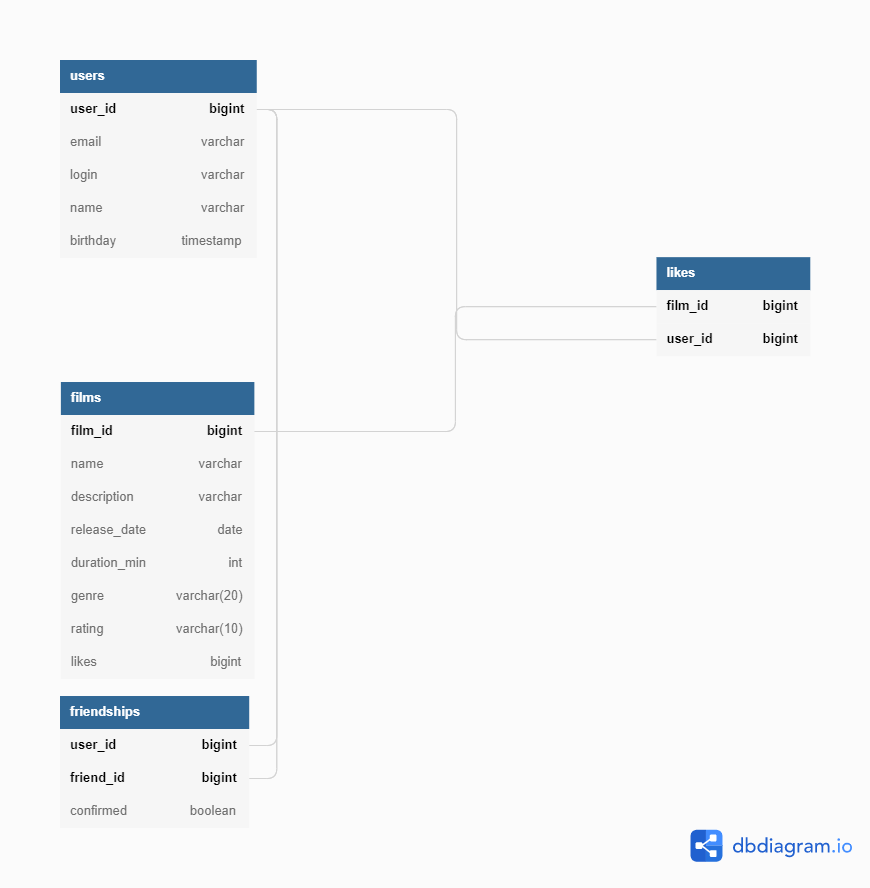 users
user_id bigint
email varchar
login varchar
name varchar
birthday timestamp
likes
film_id bigint
user_id bigint
films
film_id bigint
name varchar
description varchar
release_date date
duration_min int
genre varchar(20)
rating varchar(10)
likes bigint
friendships
user_id bigint
friend_id bigint
confirmed boolean
dbdiagram.io